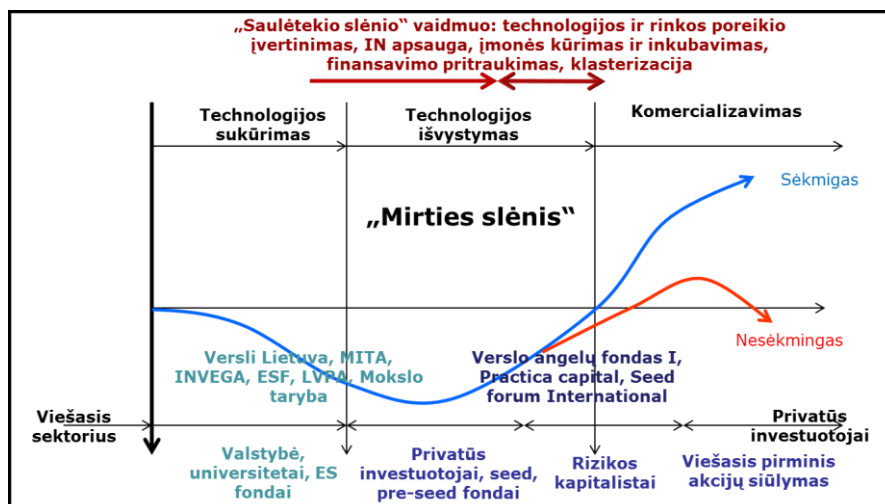 „Saulėtekio slėnio“ vaidmuo: technologijos ir rinkos poreikio
įvertinimas, IN apsauga, įmonės kūrimas ir inkubavimas,
finansavimo pritraukimas, klasterizacija
Technologijos
sukūrimas
Technologijos
išvystymas
Komercializavimas
„Mirties slėnis“
Sėkmigas
Nesėkmingas
Versli Lietuva, MITA,
INVEGA, ESF, LVPA, Mokslo
taryba
Verslo angelų fondas I,
Practica capital, Seed
forum International
Viešasis
sektorius
Privatūs
investuotojai
Valstybė,
universitetai, ES
fondai
Privatūs
investuotojai, seed,
pre-seed fondai
Rizikos
kapitalistai
Viešasis pirminis
akcijų siūlymas